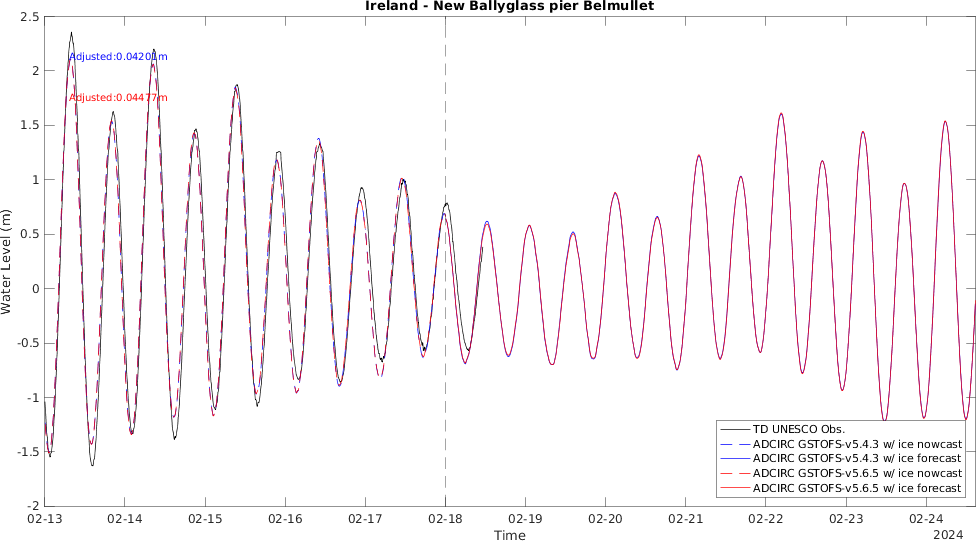 Ireland - New Ballyglass pier Belmullet
2.5
2
1.5
1
0.5
0
-0.5
-1
-1.5
-2
Water Level (m)
Adjusted:0.04201m
Adjusted:0.04477m
TD UNESCO Obs.
ADCIRC GSTOFS-v5.4.3 w/ ice nowcast
ADCIRC GSTOFS-v5.4.3 w/ ice forecast
ADCIRC GSTOFS-v5.6.5 w/ ice nowcast
ADCIRC GSTOFS-v5.6.5 w/ ice forecast
02-13 02-14 02-15 02-16 02-17 02-18 02-19 02-20 02-21 02-22 02-23 02-24
Time
2024